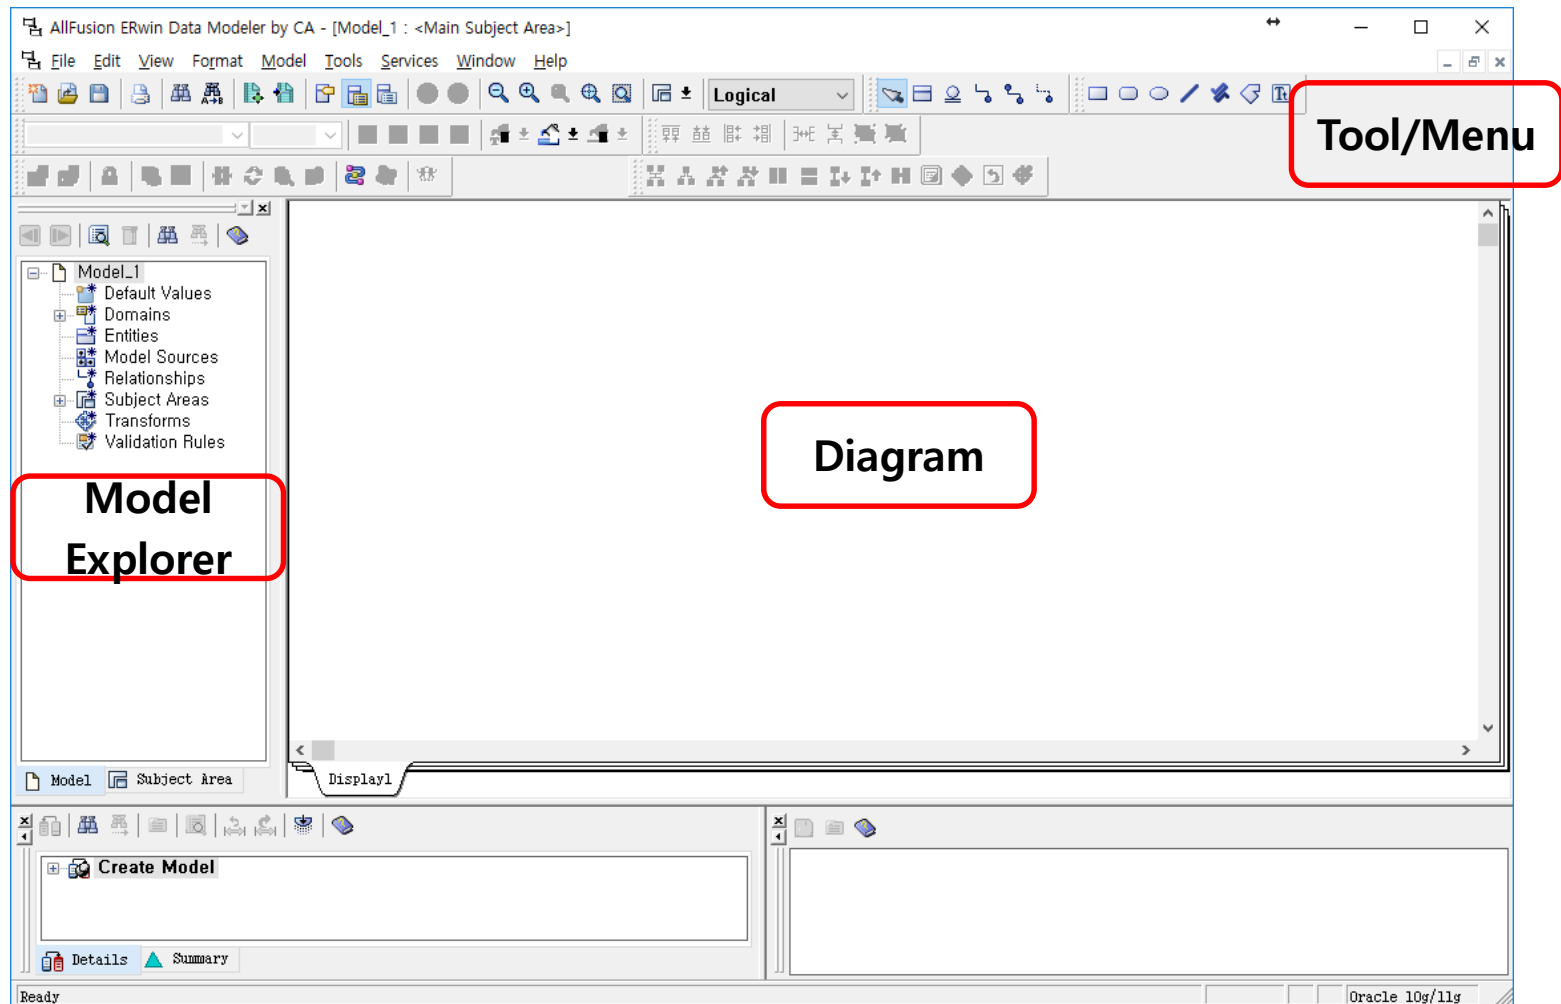 AllFusion ERwin Data Modeler by CA - [Model_1 : <Main Subject Area>]
File Edit View Format Model Tools Services Window Help
Logical
Tool/Menu
Model_1
Default Values
Domains
Entities
Model Sources
Relationships
Subject Areas
Transforms
Validation Rules
Diagram
Model
Explorer
Model Subject Area
Display1
Create Model
Details Summary
Ready
Oracle 10g/11g